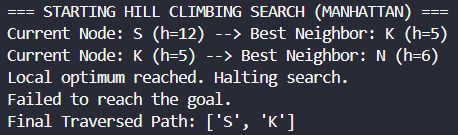 === STARTING HILL CLIMBING SEARCH (MANHATTAN) ===
Current Node: S (h=12) --> Best Neighbor: K (h=5)
Current Node: K (h=5) --> Best Neighbor: N (h=6)
Local optimum reached. Halting search.
Failed to reach the goal.
Final Traversed Path: ['S', 'K']